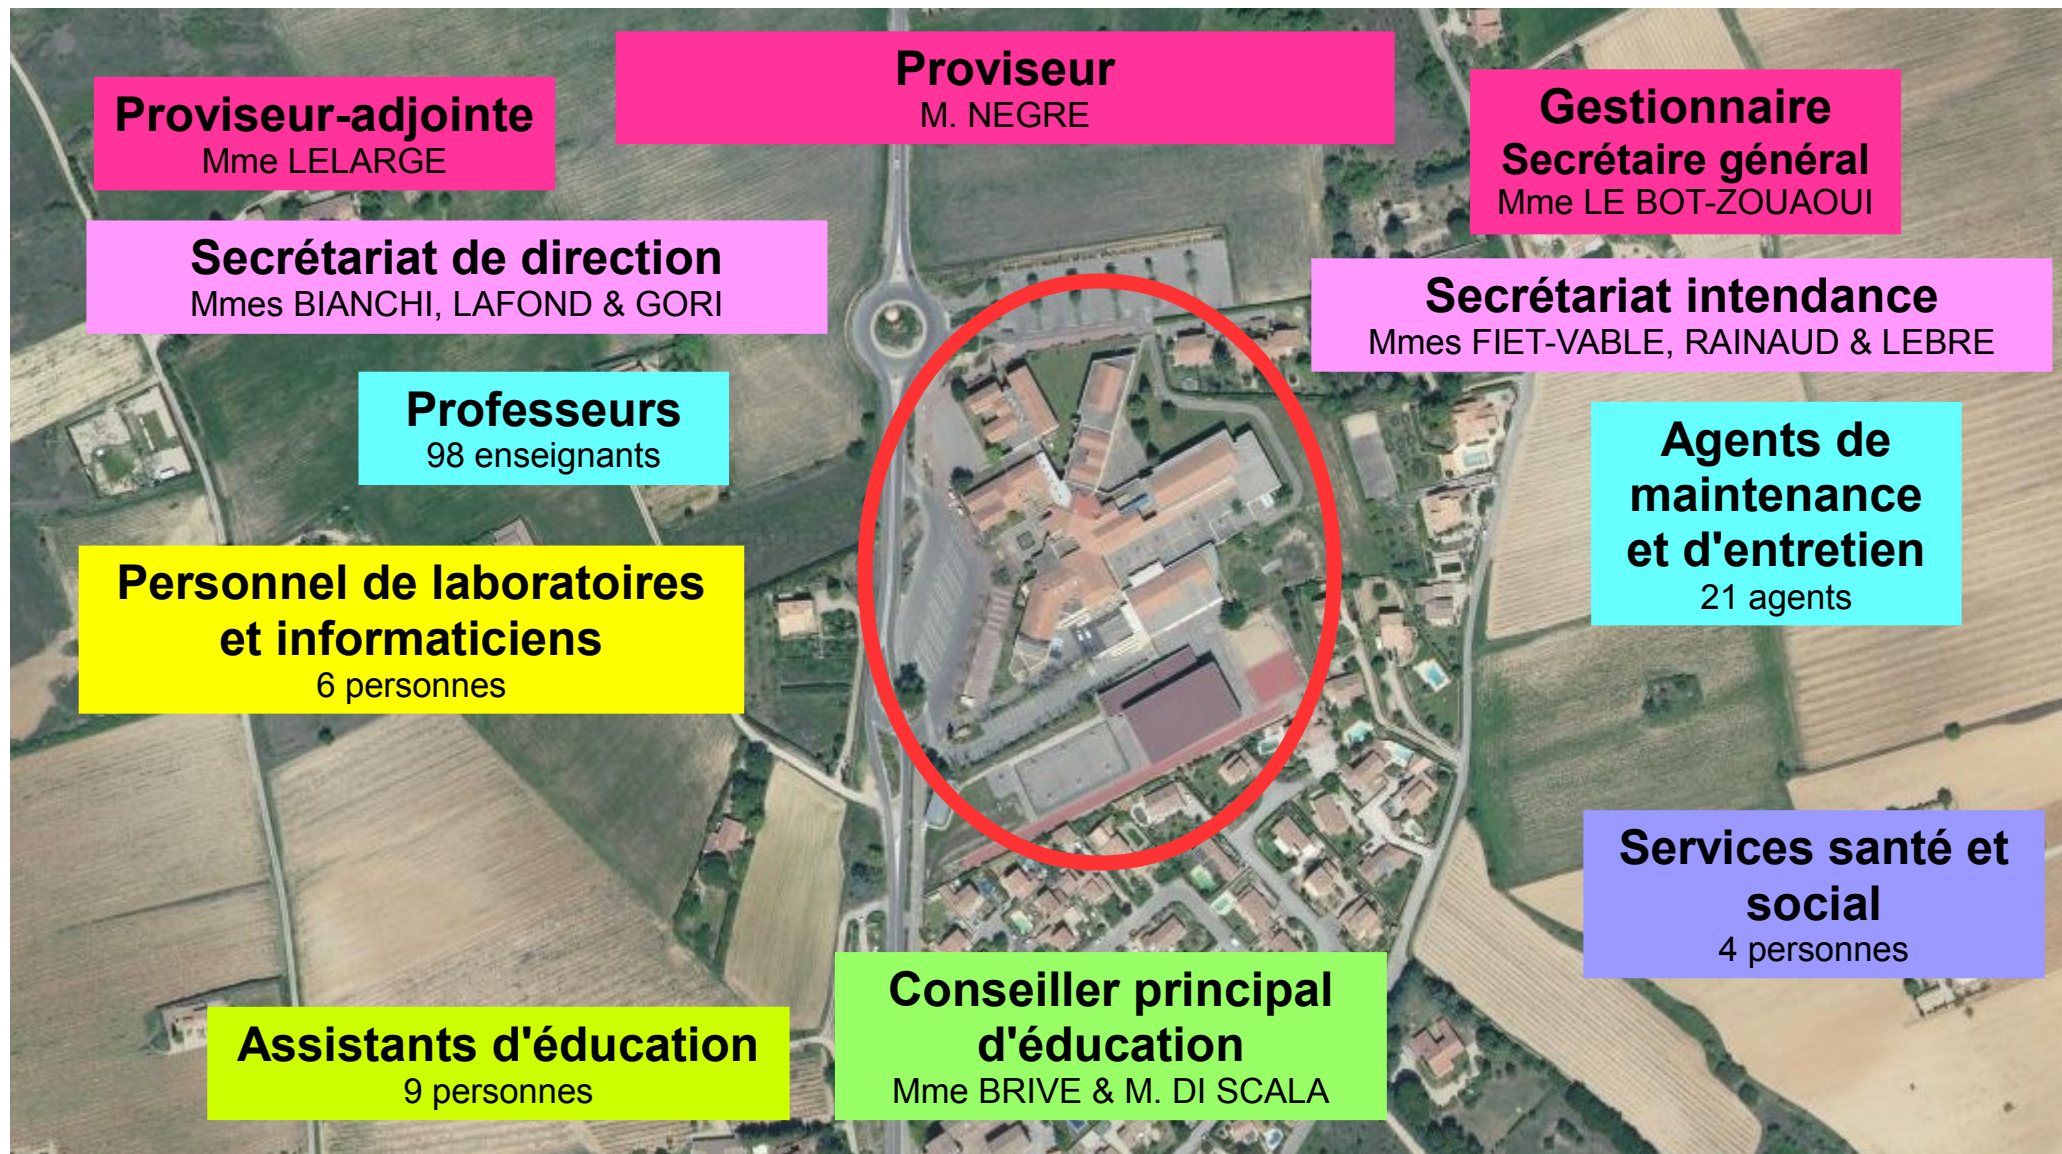 Proviseur
M. NEGRE
Proviseur-adjointe
Mme LELARGE
Gestionnaire
Secrétaire général
Mme LE BOT-ZOUAOUI
Secrétariat de direction
Mmes BIANCHI, LAFOND & GORI
Secrétariat intendance
Mmes FIET-VABLE, RAINAUD & LEBRE
Professeurs
98 enseignants
Agents de
maintenance
et d'entretien
21 agents
Personnel de laboratoires
et informaticiens
6 personnes
Services santé et
social
4 personnes
Conseiller principal
d'éducation
Mme BRIVE & M. DI SCALA
Assistants d'éducation
9 personnes